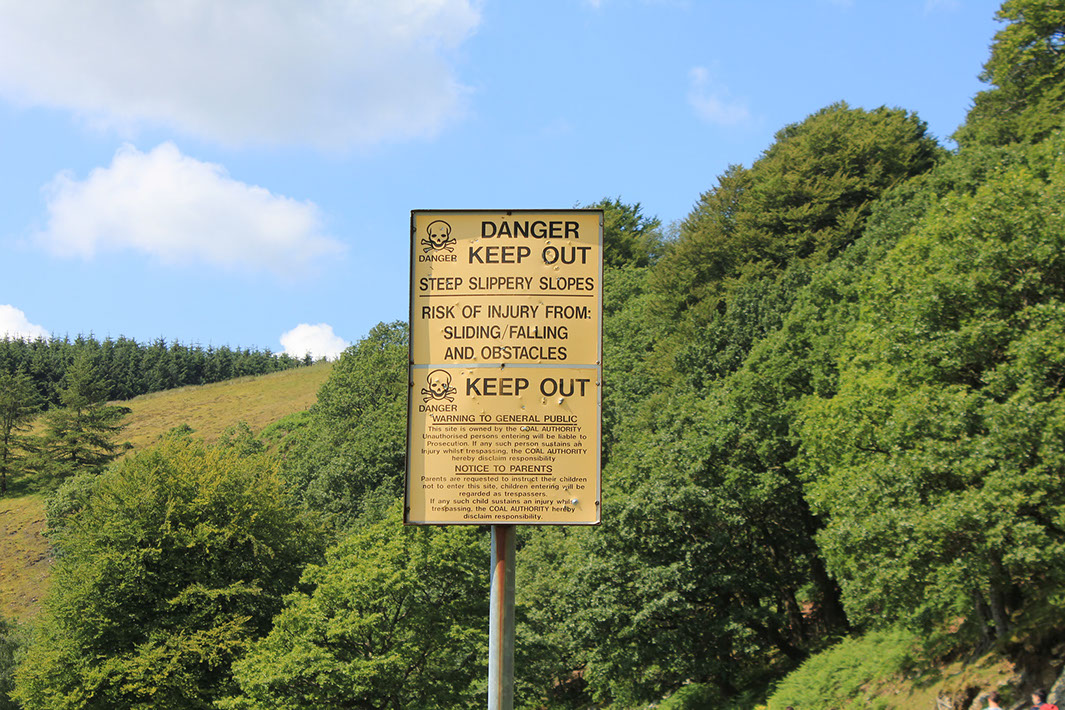 DANGER
DANGER
KEEP OUT
STEEP SLIPPERY SLOPES
RISK OF INJURY FROM:
SLIDING/FALLING
AND OBSTACLES
DANGER
KEEP OUT
WARNING TO GENERAL PUBLIC
This site is owned by the COAL AUTHORITY
Unauthorised persons entering will be liable to
Prosecution. If any such person sustains an
injury whilst trespassing, the COAL AUTHORITY
hereby disclaim responsibility
NOTICE TO PARENTS
Parents are requested to instruct their children
not to enter this site, children entering will be
regarded as trespassers.
If any such child sustains an injury whilst
trespassing, the COAL AUTHORITY hereby
disclaim responsibility.